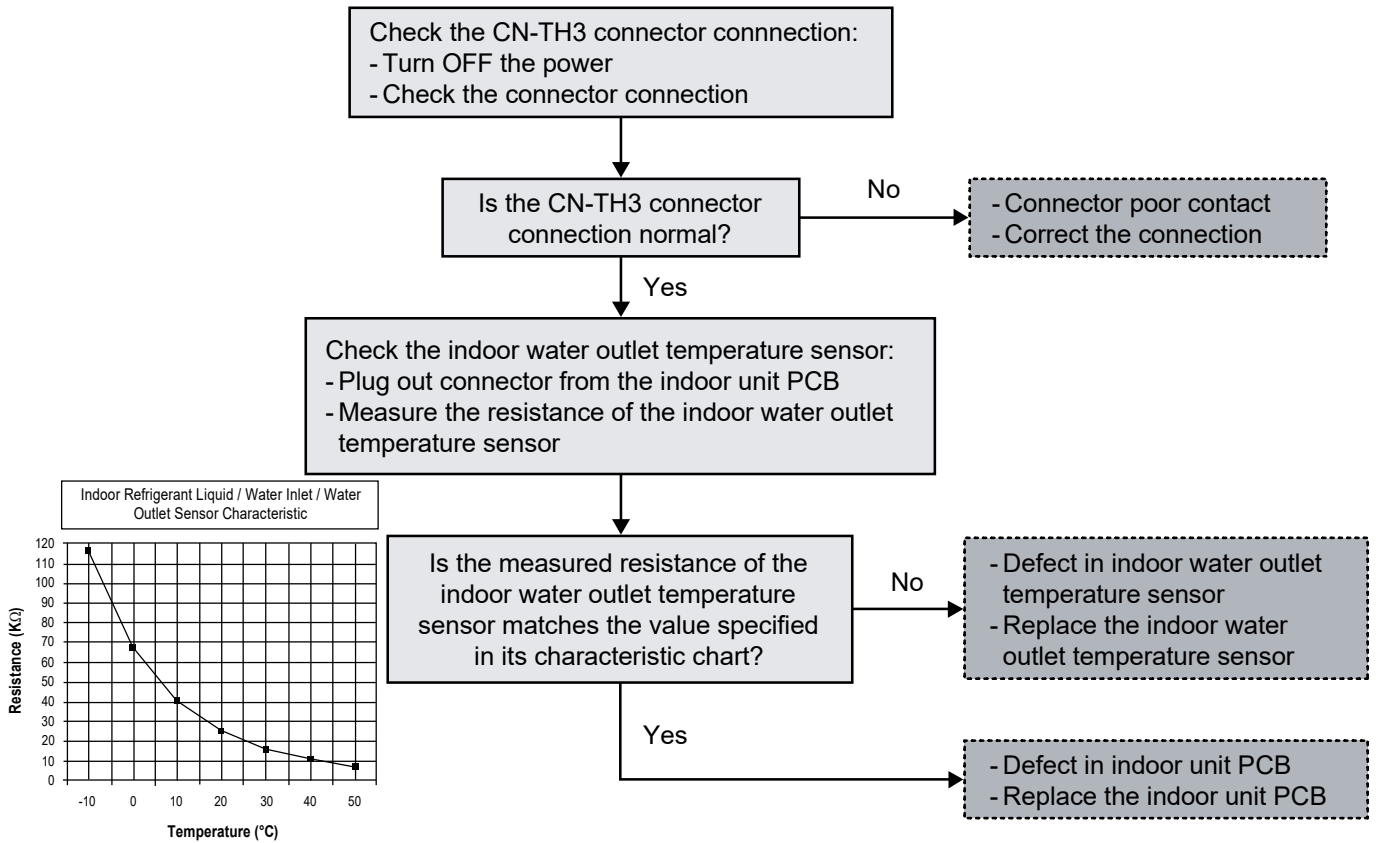 Check the CN-TH3 connector connnection:
- Turn OFF the power
- Check the connector connection
Is the CN-TH3 connector
connection normal?
No
- Connector poor contact
- Correct the connection
Yes
Check the indoor water outlet temperature sensor:
- Plug out connector from the indoor unit PCB
- Measure the resistance of the indoor water outlet
temperature sensor
Indoor Refrigerant Liquid / Water Inlet / Water
Outlet Sensor Characteristic
120
110
100
90
80
70
60
50
40
30
20
10
0
Resistance (KΩ)
-10 0 10 20 30 40 50
Temperature (°C)
Is the measured resistance of the
indoor water outlet temperature
sensor matches the value specified
in its characteristic chart?
No
- Defect in indoor water outlet
temperature sensor
- Replace the indoor water
outlet temperature sensor
Yes
- Defect in indoor unit PCB
- Replace the indoor unit PCB